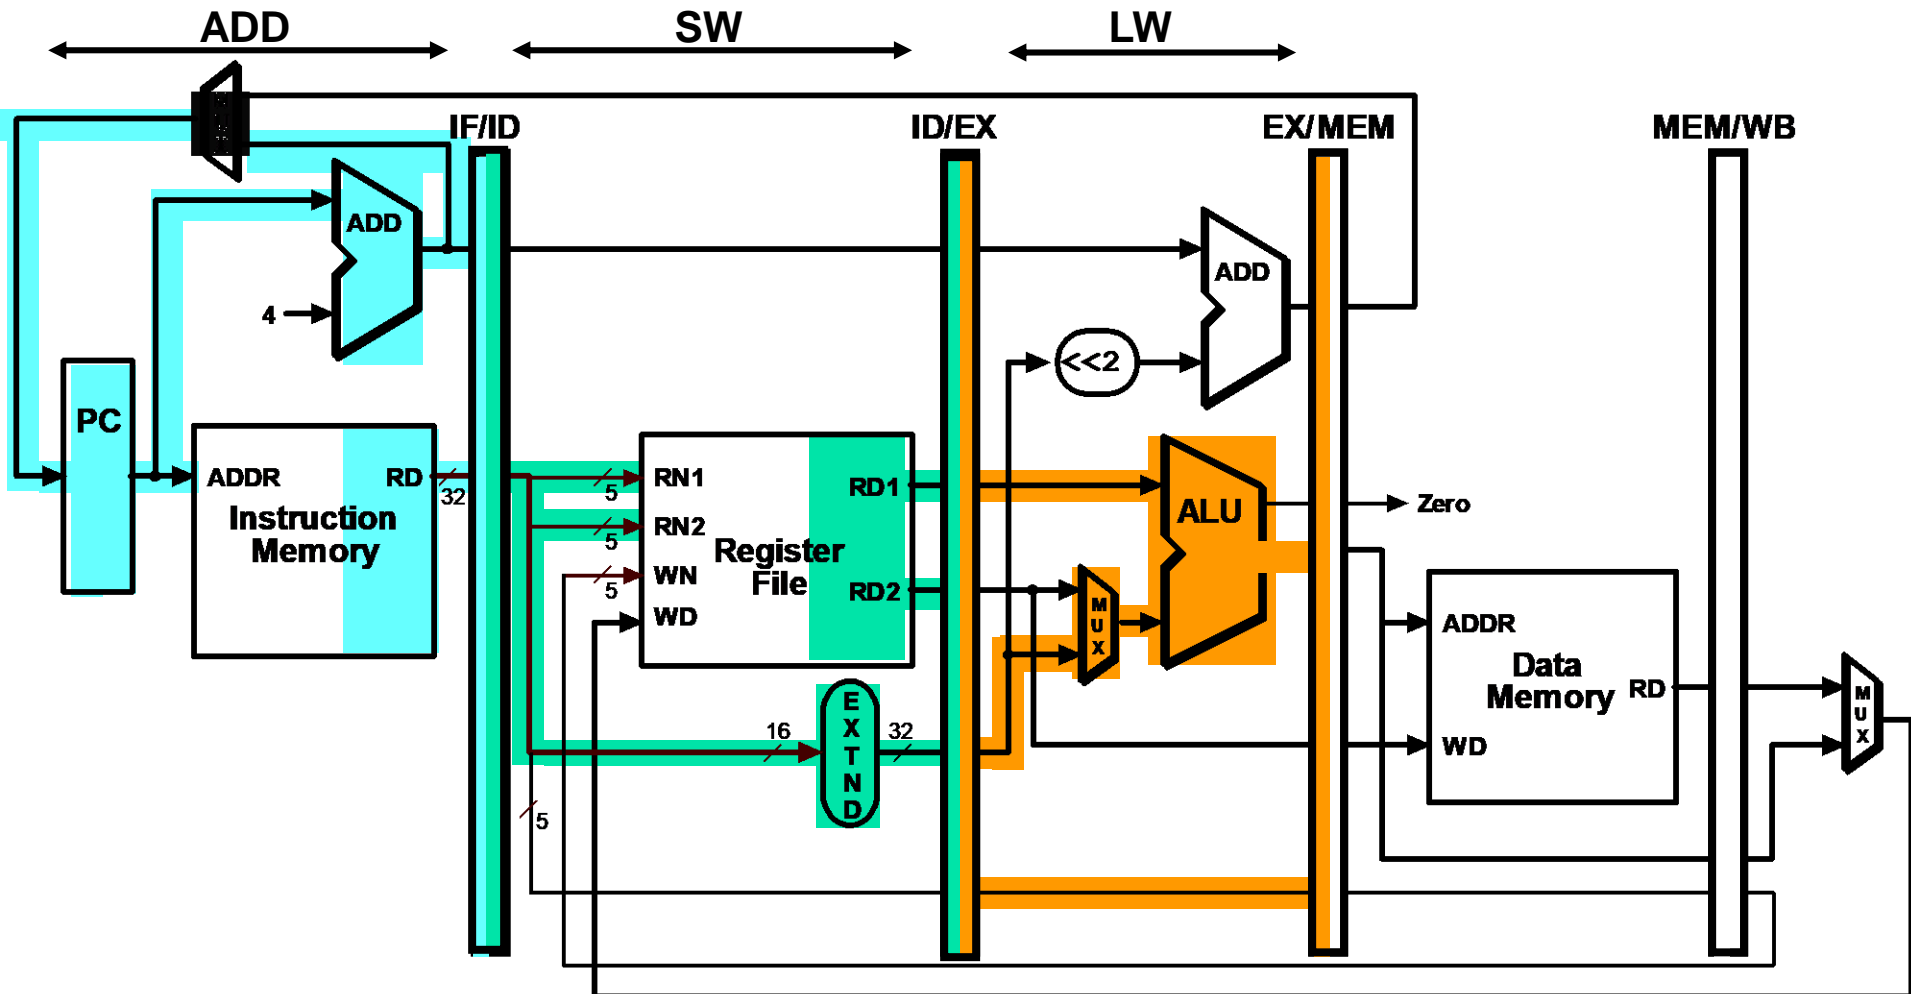 ADD
SW
LW
IF/ID
ID/EX
EX/MEM
MEM/WB
ADD
4
ADD
<<2
PC
ADDR
RD
32
Instruction
Memory
5
RN1
5
RN2
5
WN
WD
RD1
Register
File
RD2
16
E
X
T
N
D
32
5
M
U
X
ALU
Zero
ADDR
Data
Memory
RD
WD
M
U
X